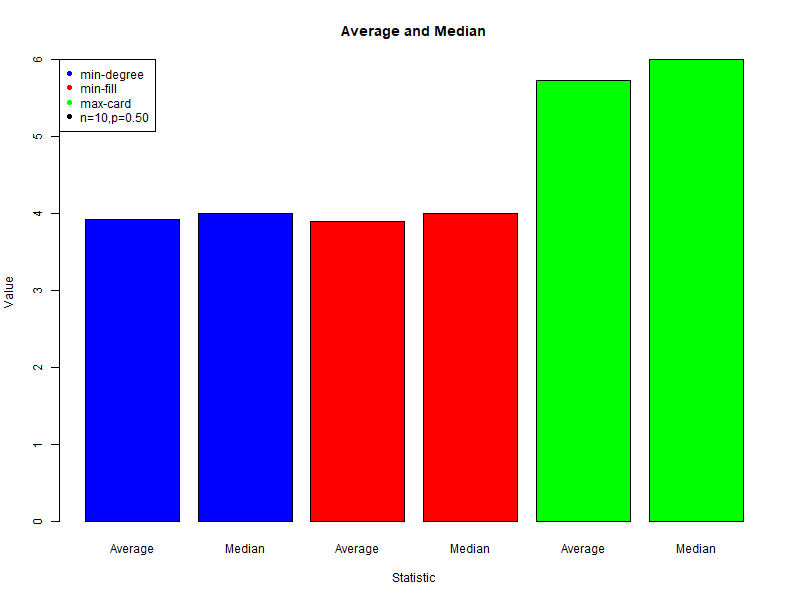 Average and Median
min-degree
min-fill
max-card
n=10,p=0.50
6
5
4
3
2
1
0
Value
Average Median Average Median Average Median
Statistic